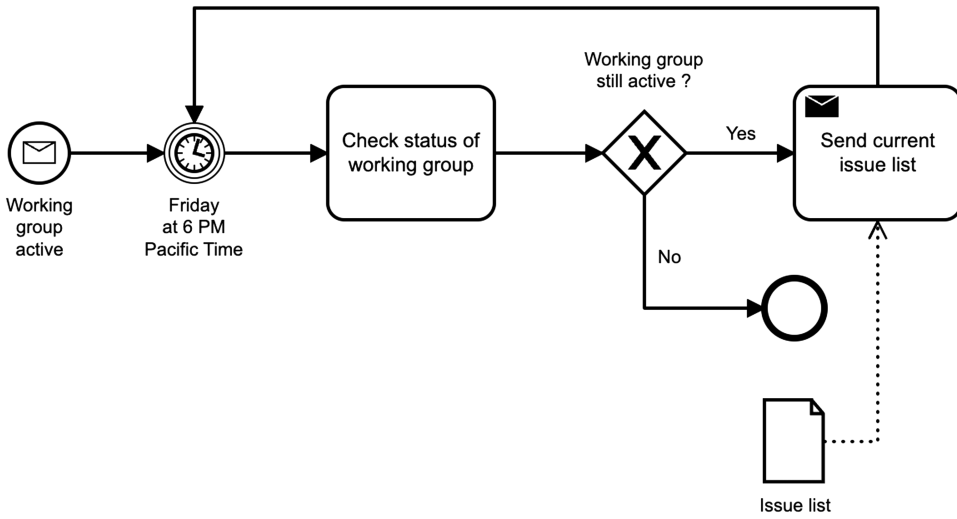 Working group
still active ?
Check status of
working group
Yes
Send current
issue list
Working
group
active
Friday
at 6 PM
Pacific Time
No
Issue list